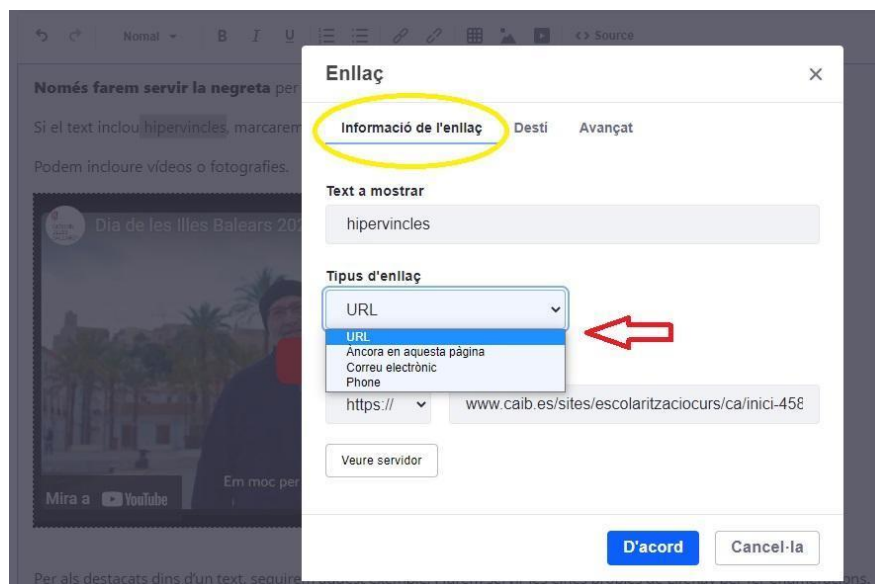 Nomal B I U Source
Enllaç
Només farem servir la negreta per
Informació de l'enllaç Destí Avançat
Si el text inclou hipervincles, marcarem
Podem incloure vídeos o fotografies.
Text a mostrar
Dia de les Illes Balears 202
hipervincles
Tipus d'enllaç
URL
URL
Àncora en aquesta pàgina
Correu electrònic
Phone
https:// www.caib.es/sites/escolaritzaciocurs/ca/inici-458
Veure servidor
Em moc per
Mira a YouTube
D'acord Cancel·la
Per als destacats dins d'un text, seguirem